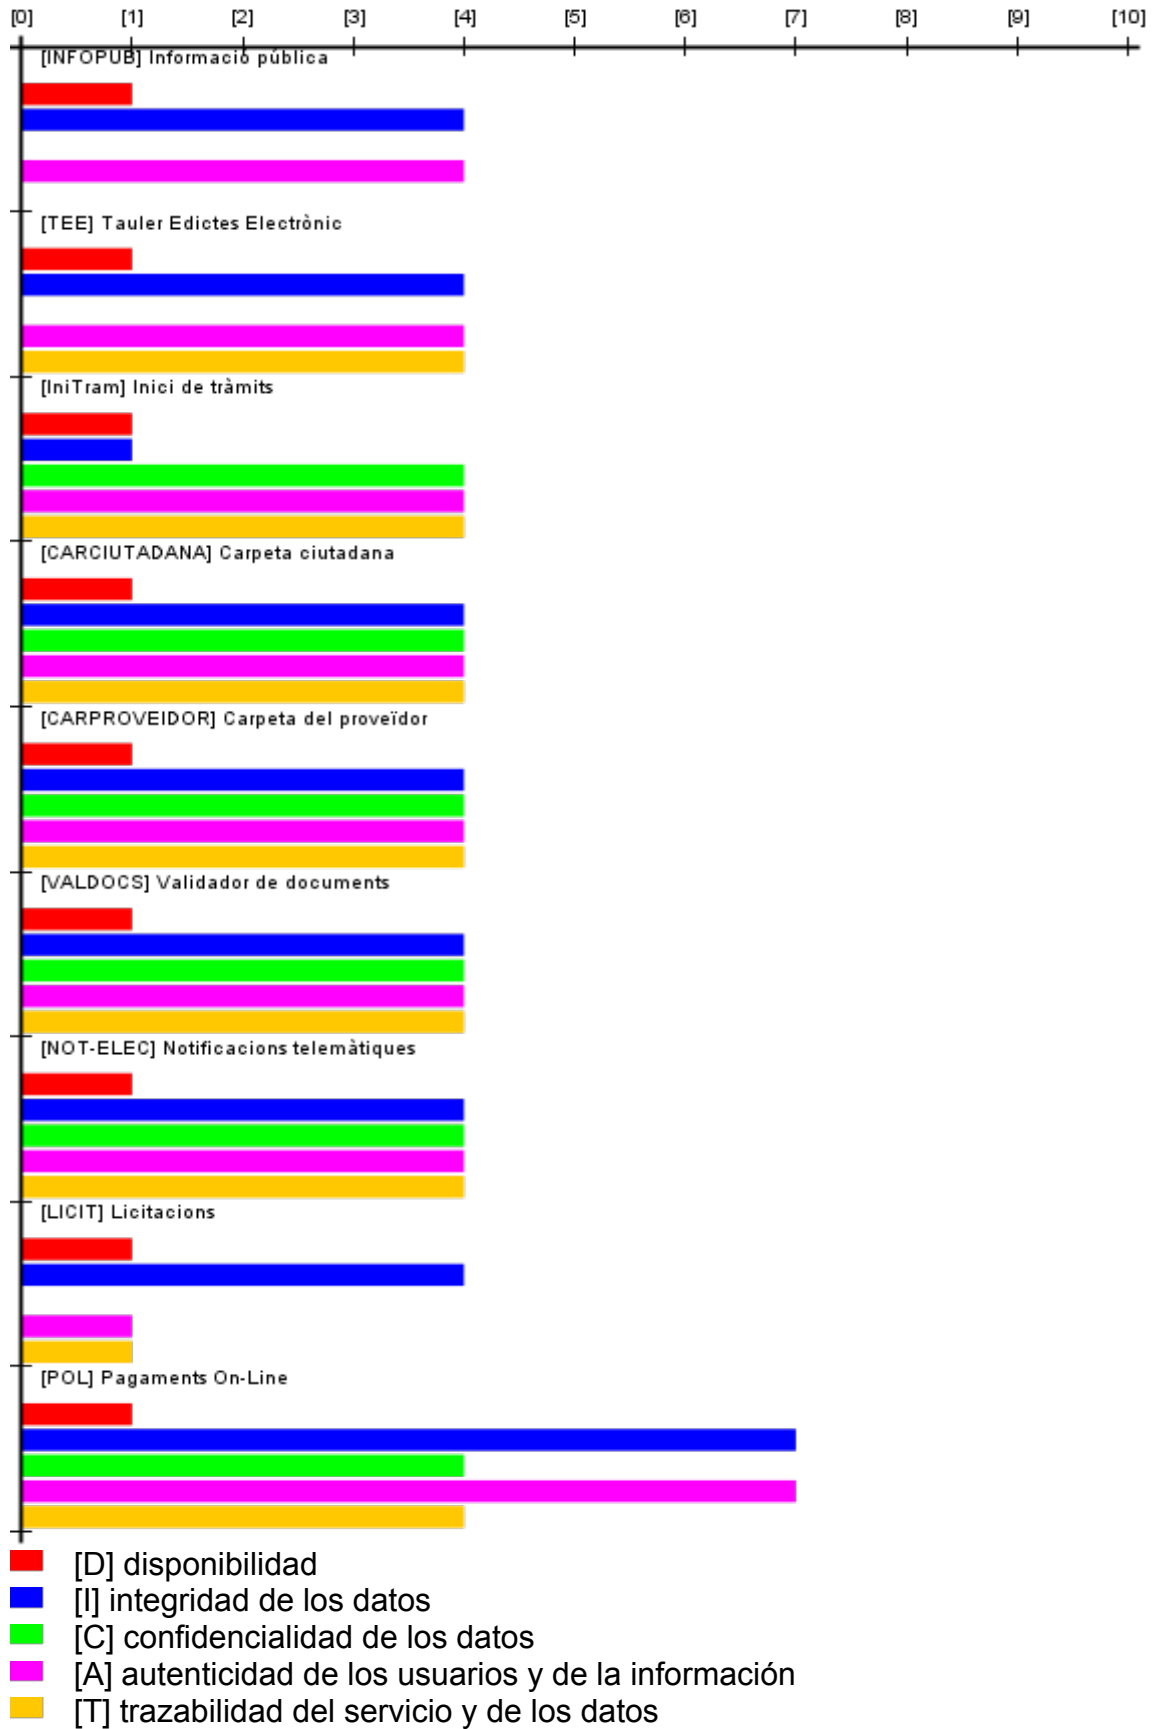 [0] [1] [2] [3] [4] [5] [6] [7] [8] [9] [10]
[INFOPUB] Informació pública
[TEE] Tauler Edictes Electrònic
[IniTram] Inici de tràmits
[CARCIUTADANA] Carpeta ciutadana
[CARPROVEIDOR] Carpeta del proveïdor
[VALDOCS] Validador de documents
[NOT-ELEC] Notificacions telemàtiques
[LICIT] Licitacions
[POL] Pagaments On-Line
[D] disponibilidad
[I] integridad de los datos
[C] confidencialidad de los datos
[A] autenticidad de los usuarios y de la información
[T] trazabilidad del servicio y de los datos